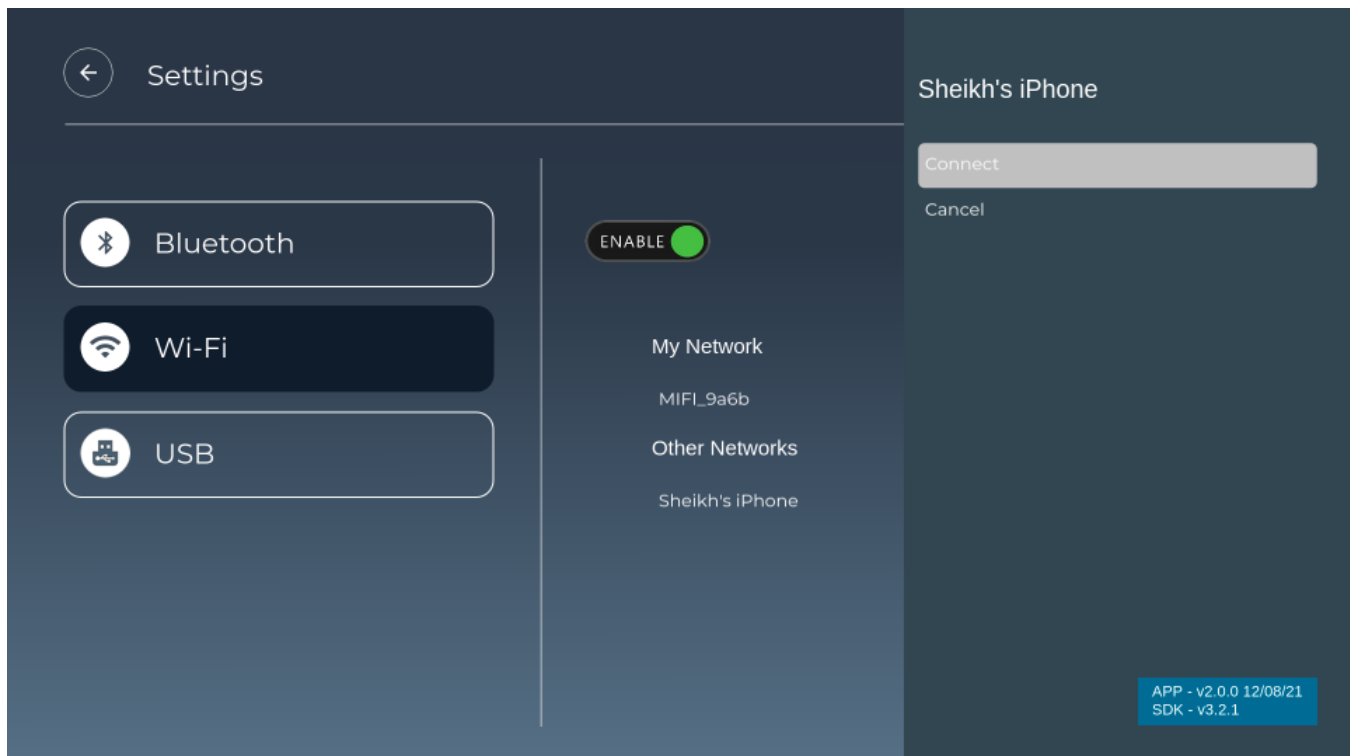 Settings
Bluetooth
Wi-Fi
USB
ENABLE
My Network
MIFI_9a6b
Other Networks
Sheikh's iPhone
Sheikh's iPhone
Connect
Cancel
APP - v2.0.0 12/08/21
SDK - v3.2.1